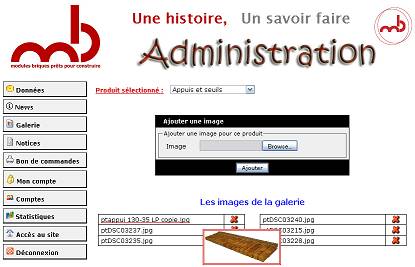 Une histoire, Un savoir faire
mb
mb
modules briques prêts pour construire
Administration
Données
Produit sélectionné : Appuis et seuils
News
Galerie
Ajouter une image
Ajouter une image pour ce produit
Notices
Image Browse...
Bon de commandes
Ajouter
Mon compte
Comptes
Les images de la galerie
Statistiques
ptappui 130-35 LP copie.jpg ptDSC03240.jpg
Accès au site
ptDSC03237.jpg DSC03215.jpg
ptDSC03235.jpg DSC03228.jpg
Déconnexion